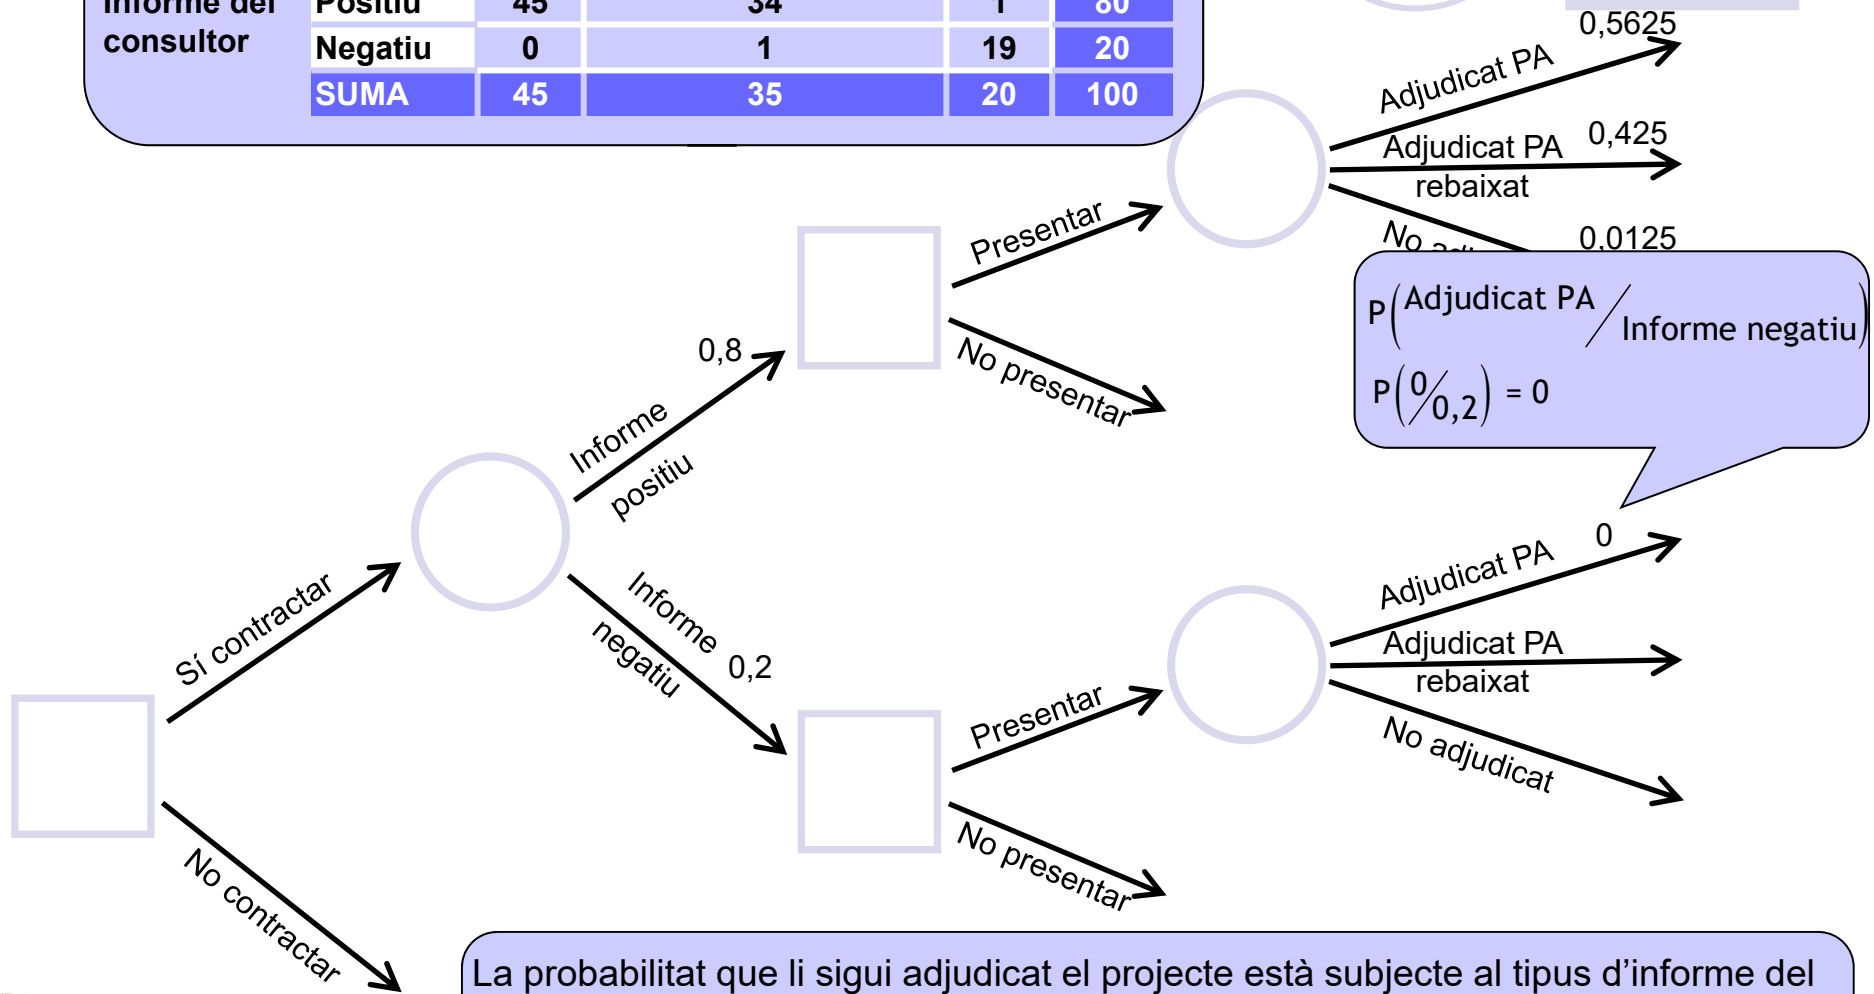 Informe del
consultor
Positiu 45 34 1 80
Negatiu 0 1 19 20
SUMA 45 35 20 100
0,5625
Adjudicat PA
0,425
Adjudicat PA
rebaixat
0,0125
No
Presentar
No presentar
0,8
Informe
positiu
P(Adjudicat PA/Informe negatiu)
P(0/0,2) = 0
Sí contractar
Informe
negatiu
0,2
0
Adjudicat PA
Adjudicat PA
rebaixat
No adjudicat
Presentar
No presentar
No contractar
La probabilitat que li sigui adjudicat el projecte està subjecte al tipus d’informe del